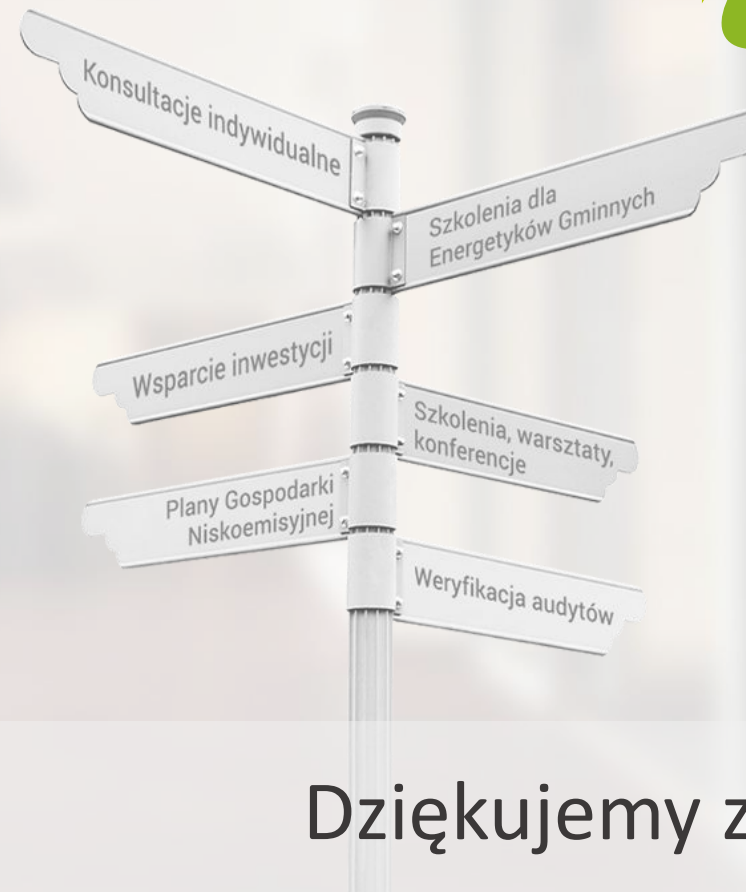 Konsultacje indywidualne
Szkolenia dla
Energetyków Gminnych
Wsparcie inwestycji
Szkolenia, warsztaty,
konferencje
Plany Gospodarki
Niskoemisyjnej
Weryfikacja audytów
Dziękujemy z